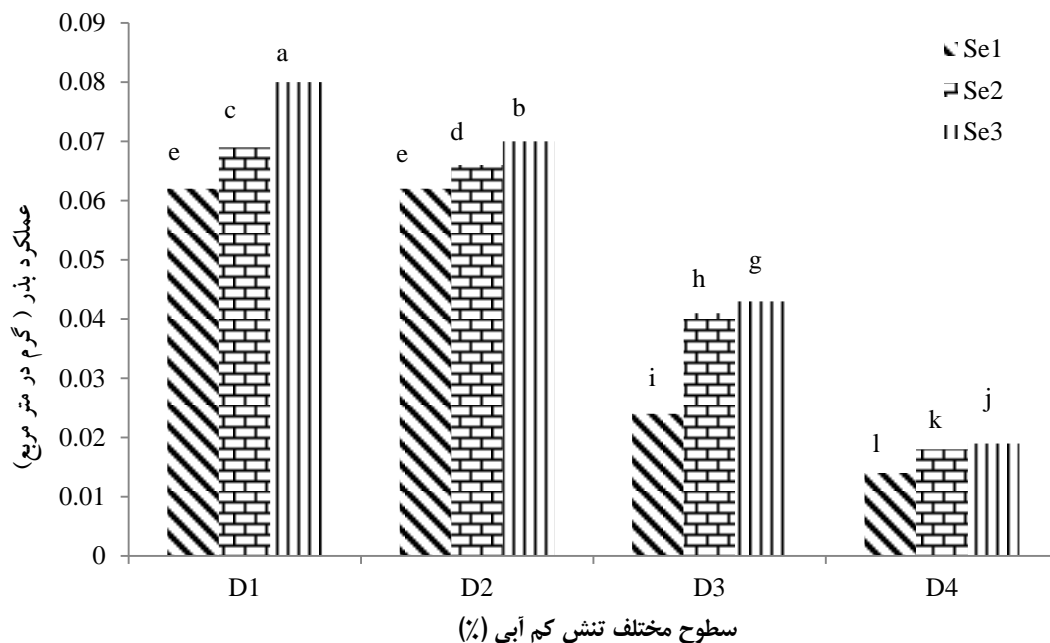 عملکرد بذر ( گرم در متر مربع)
0.09
0.08
0.07
0.06
0.05
0.04
0.03
0.02
0.01
0
e
c
a
e
d
b
i
h
g
l
k
j
Se1
Se2
Se3
D1 D2 D3 D4
سطوح مختلف تنش کم آبی (٪)